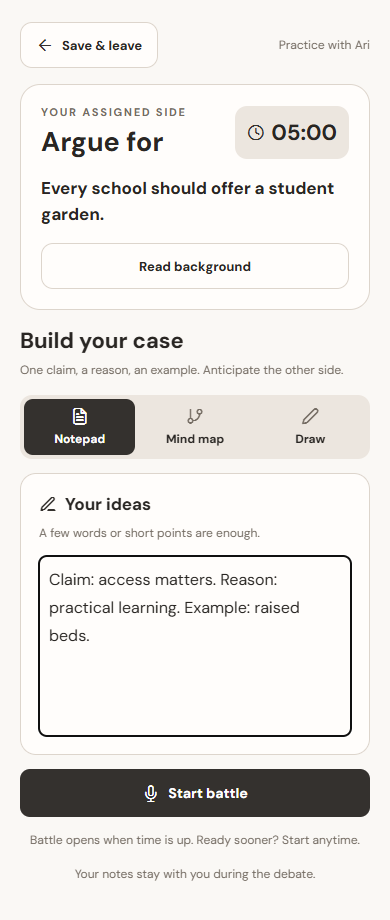 Save & leave
Practice with Ari
YOUR ASSIGNED SIDE
Argue for
05:00
Every school should offer a student
garden.
Read background
Build your case
One claim, a reason, an example. Anticipate the other side.
Notepad
Mind map
Draw
Your ideas
A few words or short points are enough.
Claim: access matters. Reason:
practical learning. Example: raised
beds.
Start battle
Battle opens when time is up. Ready sooner? Start anytime.
Your notes stay with you during the debate.